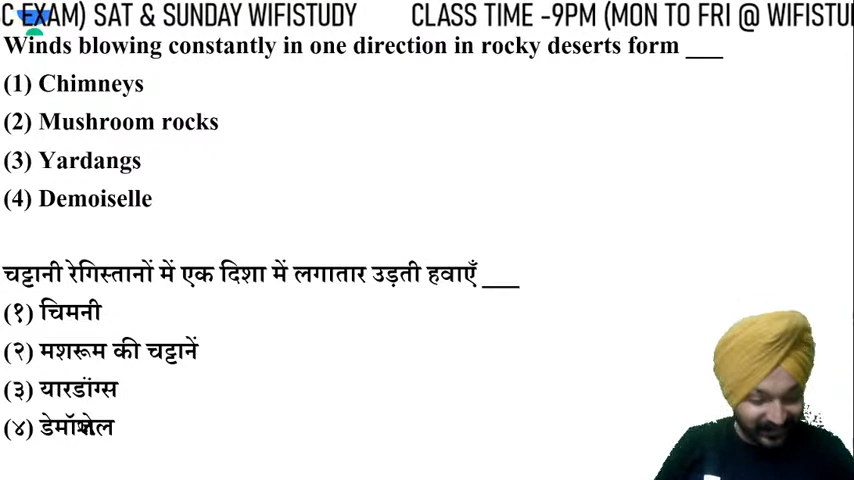 C EXAM) SAT & SUNDAY WIFISTUDY CLASS TIME -9PM (MON TO FRI @ WIFISTU
Winds blowing constantly in one direction in rocky deserts form ___
(1) Chimneys
(2) Mushroom rocks
(3) Yardangs
(4) Demoiselle
चट्टानी रेगिस्तानों में एक दिशा में लगातार उड़ती हवाएँ ___
(१) चिमनी
(२) मशरूम की चट्टानें
(३) यारडांग्स
(४)